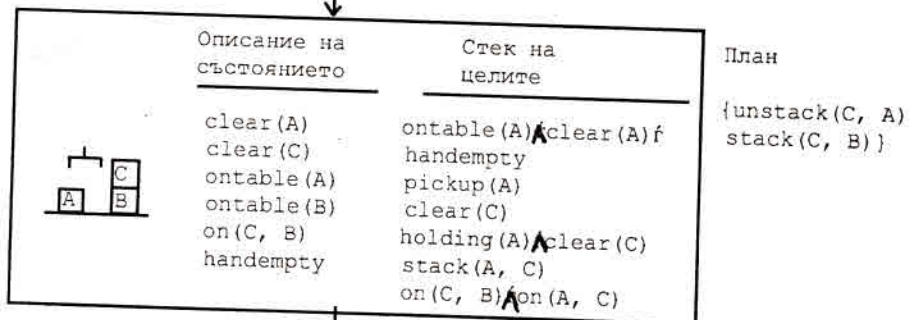 Описание на
състоянието
Стек на
целите
План
clear(A)
clear(C)
ontable(A)
ontable(B)
on(C, B)
handempty
ontable(A)∧clear(A)ѓ
handempty
pickup(A)
clear(C)
holding(A)∧clear(C)
stack(A, C)
on(C, B)∧on(A, C)
{unstack(C, A)
stack(C, B)}
C
A
B